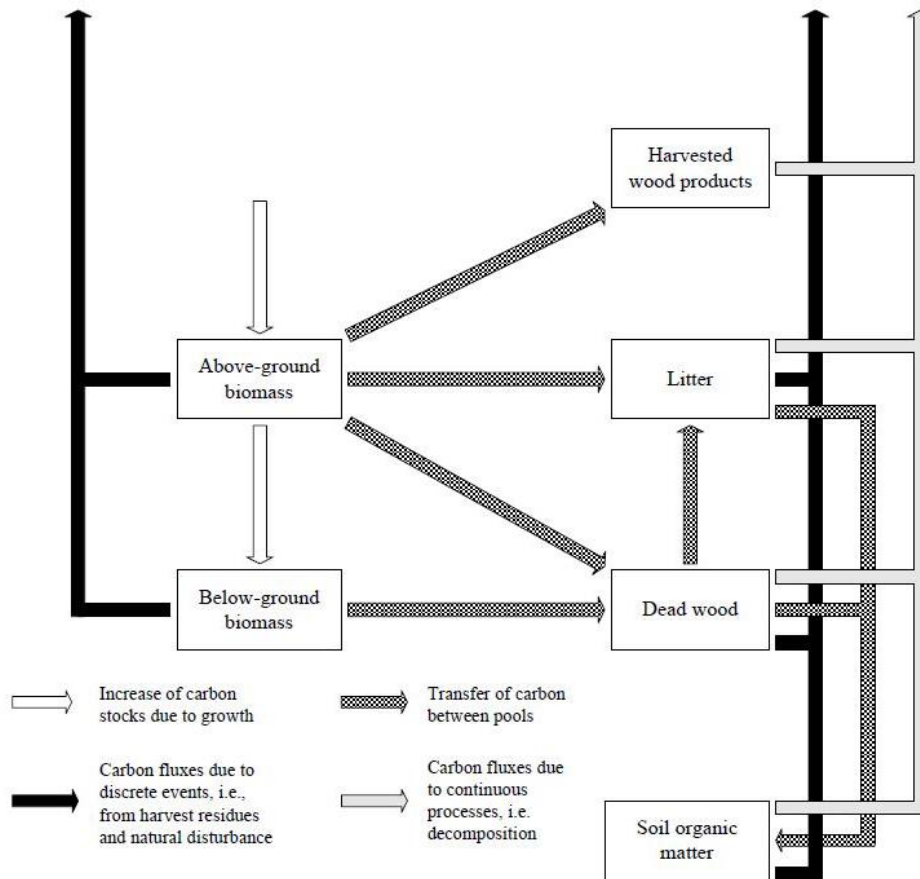 Harvested
wood products
Above-ground
biomass
Litter
Below-ground
biomass
Dead wood
Increase of carbon
stocks due to growth
Transfer of carbon
between pools
Carbon fluxes due to
discrete events, i.e.,
from harvest residues
and natural disturbance
Carbon fluxes due
to continuous
processes, i.e.
decomposition
Soil organic
matter